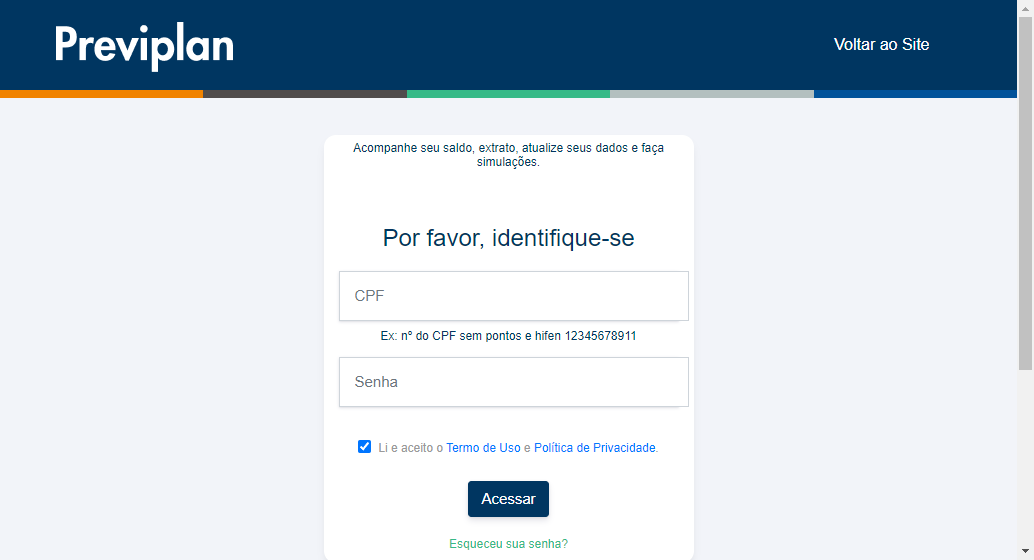 Previplan
Voltar ao Site
Acompanhe seu saldo, extrato, atualize seus dados e faça
simulações.
Por favor, identifique-se
CPF
Ex: nº do CPF sem pontos e hifen 12345678911
Senha
Li e aceito o Termo de Uso e Política de Privacidade.
Acessar
Esqueceu sua senha?